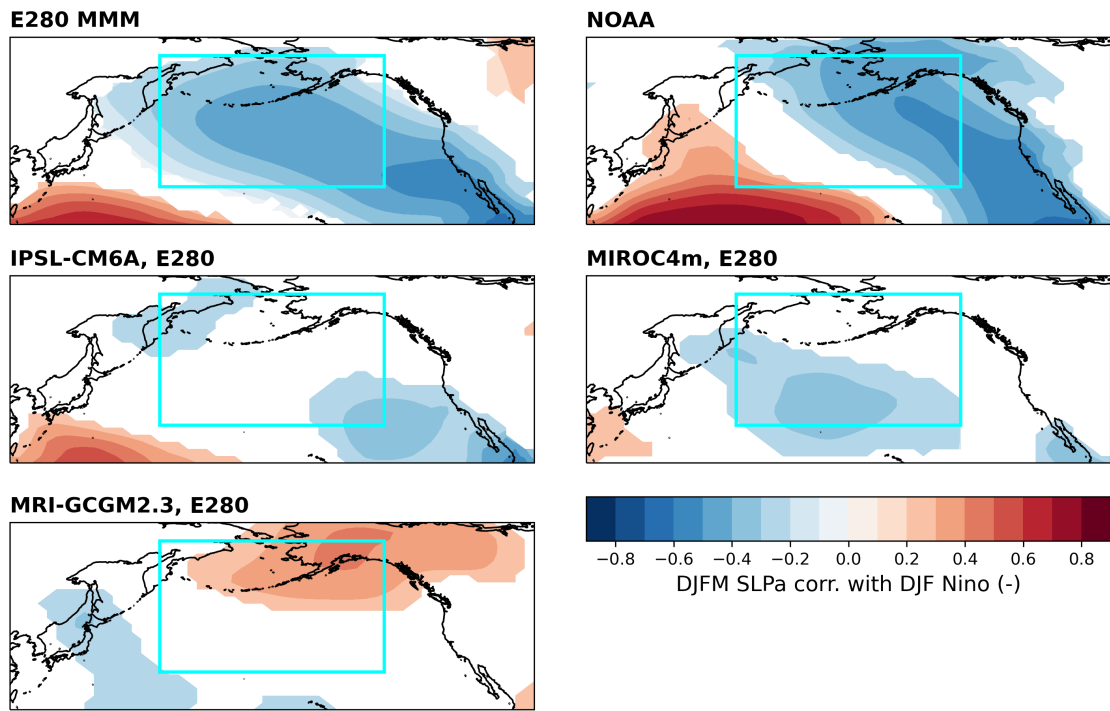 E280 MMM
NOAA
IPSL-CM6A, E280
MIROC4m, E280
MRI-GCGM2.3, E280
−0.8 −0.6 −0.4 −0.2 0.0 0.2 0.4 0.6 0.8
DJFM SLPa corr. with DJF Nino (-)